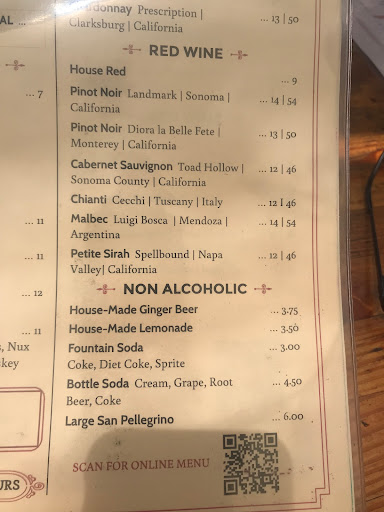 rdonnay Prescription |
Clarksburg | California ... 13 | 50
AL ...
RED WINE
House Red ... 9
... 7
Pinot Noir Landmark | Sonoma |
California ... 14 | 54
Pinot Noir Diora la Belle Fete |
Monterey | California ... 13 | 50
Cabernet Sauvignon Toad Hollow |
Sonoma County | California ... 12 | 46
Chianti Cecchi | Tuscany | Italy ... 12 | 46
Malbec Luigi Bosca | Mendoza |
Argentina ... 14 | 54
... 11
Petite Sirah Spellbound | Napa
Valley| California ... 12 | 46
... 11
NON ALCOHOLIC
... 12
House-Made Ginger Beer ... 3.75
House-Made Lemonade ... 3.50
... 11
Fountain Soda ... 3.00
Coke, Diet Coke, Sprite
s, Nux
skey
Bottle Soda Cream, Grape, Root
Beer, Coke ... 4.50
Large San Pellegrino ... 6.00
SCAN FOR ONLINE MENU
URS